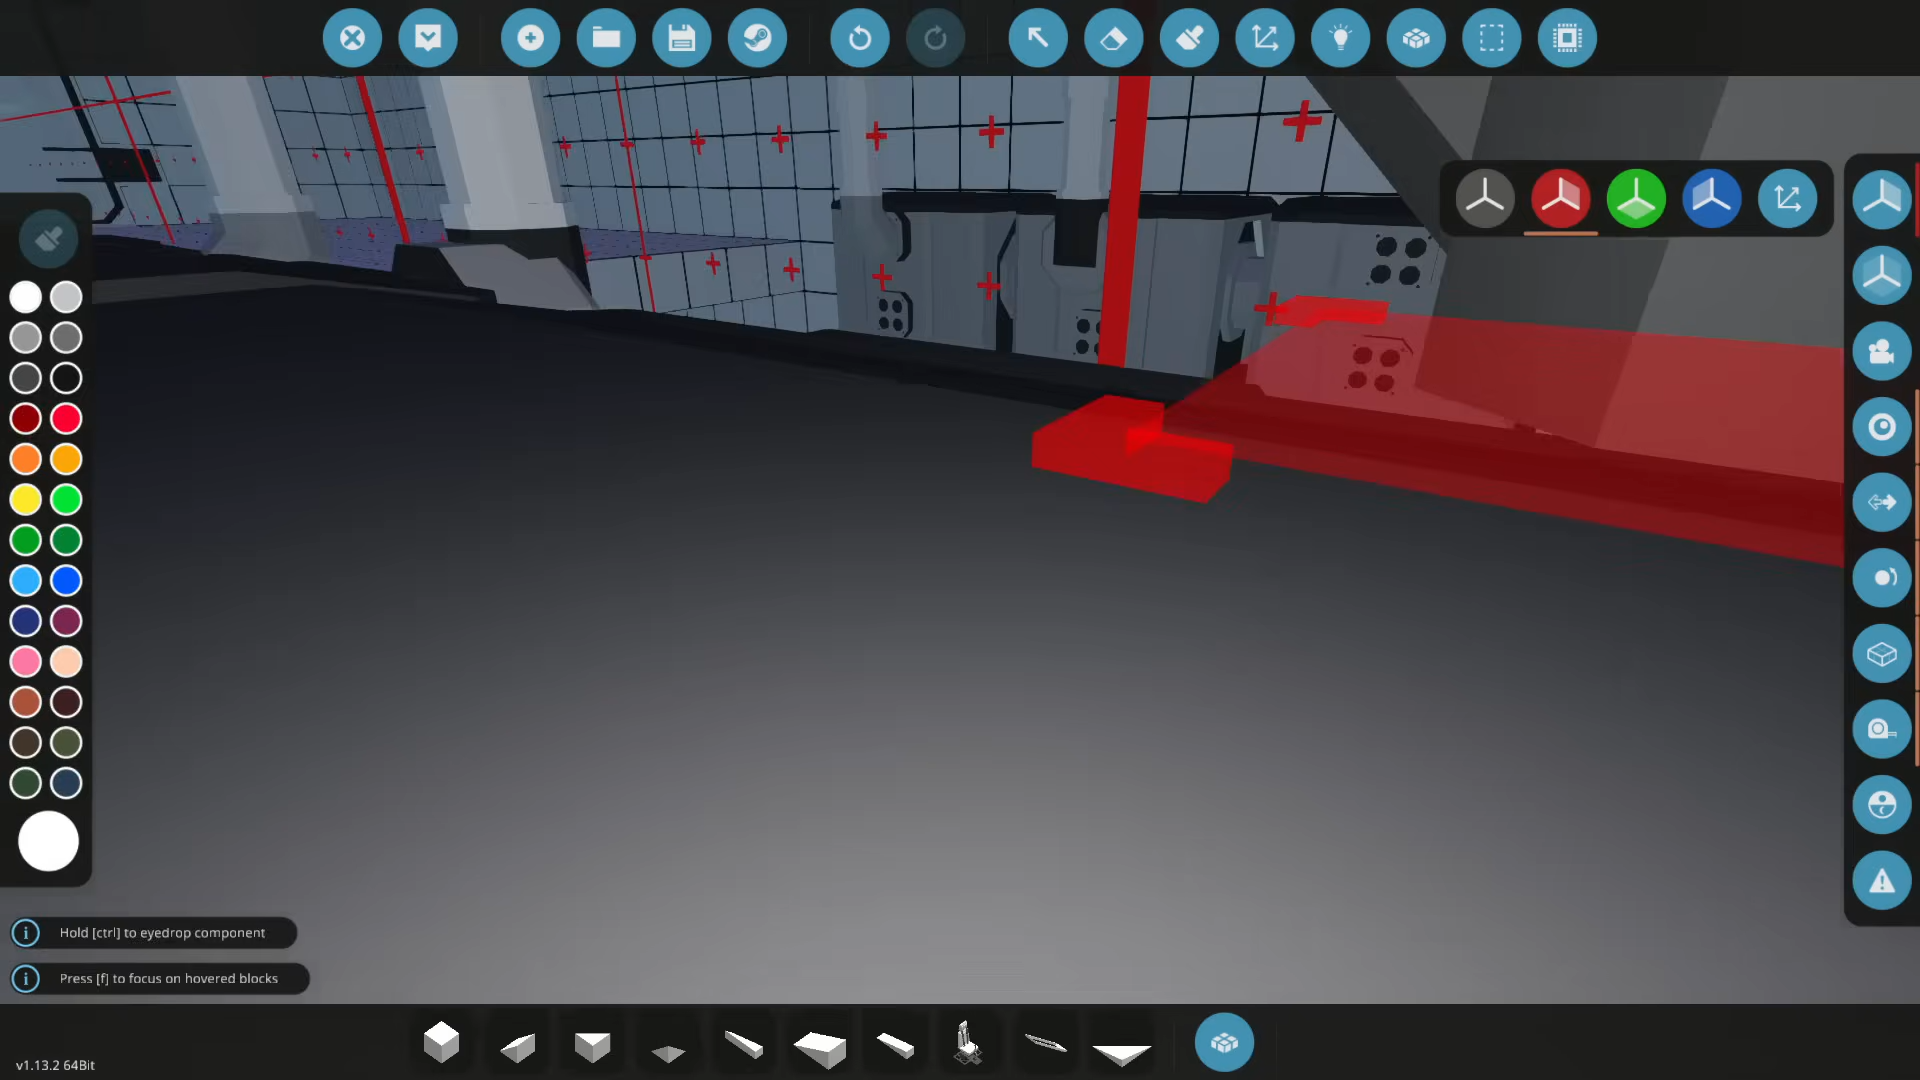 Hold [ctrl] to eyedrop component
Press [f] to focus on hovered blocks
v1.13.2 64Bit